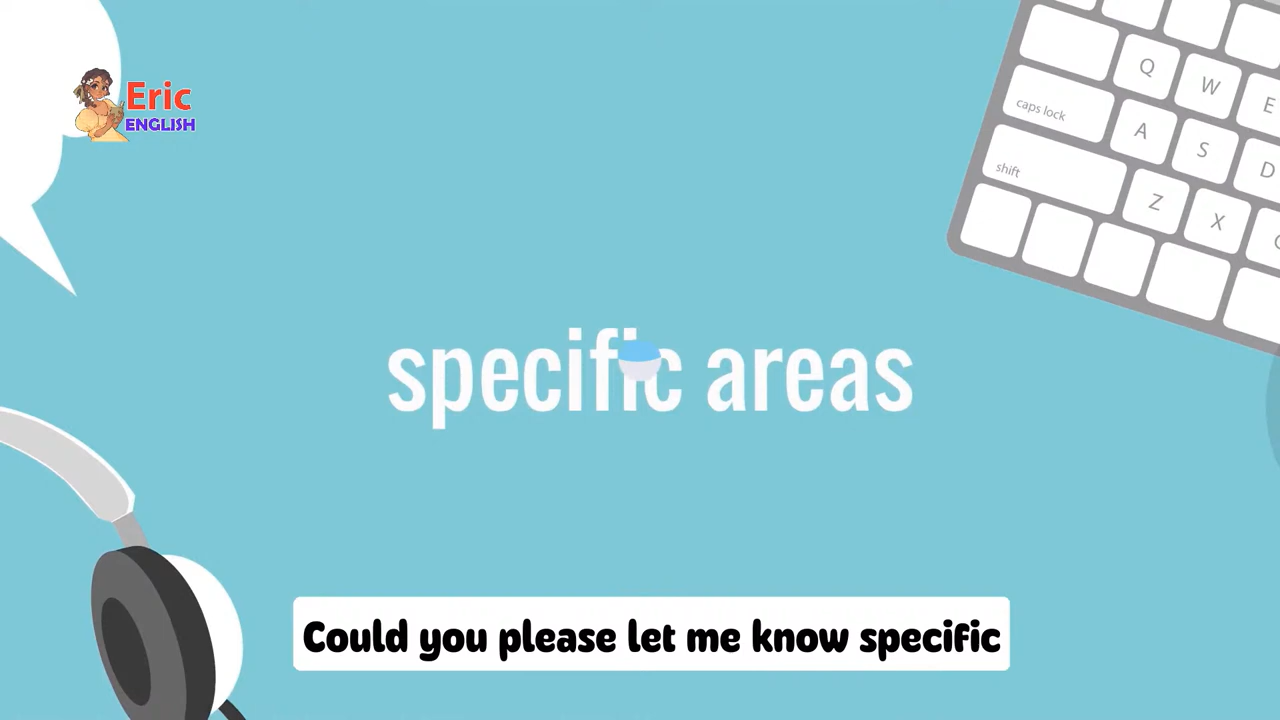 Eric
ENGLISH
Q W E
caps lock A S D
shift Z X
specific areas
Could you please let me know specific